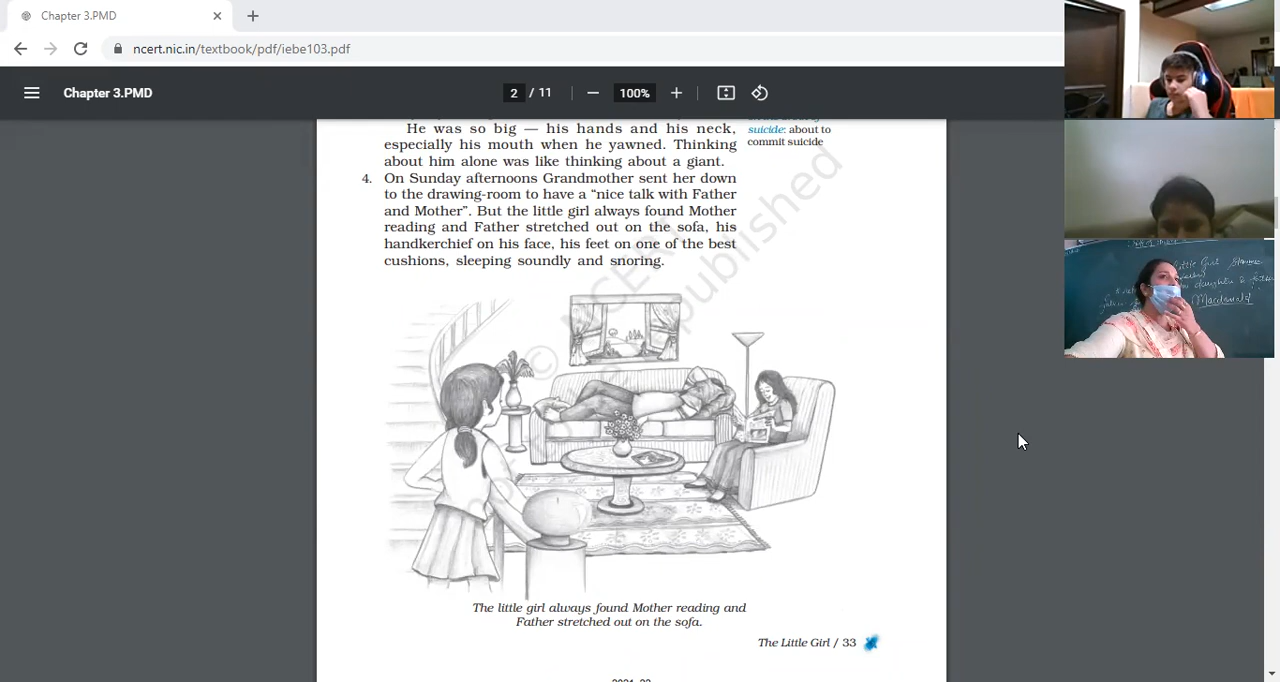 Chapter 3.PMD
ncert.nic.in/textbook/pdf/iebe103.pdf
Chapter 3.PMD
2 / 11
100%
He was so big — his hands and his neck,
especially his mouth when he yawned. Thinking
about him alone was like thinking about a giant.
suicide: about to
commit suicide
4. On Sunday afternoons Grandmother sent her down
to the drawing-room to have a “nice talk with Father
and Mother”. But the little girl always found Mother
reading and Father stretched out on the sofa, his
handkerchief on his face, his feet on one of the best
cushions, sleeping soundly and snoring.
© NCERT
published
The little girl always found Mother reading and
Father stretched out on the sofa.
The Little Girl / 33
Little Girl
daughter &